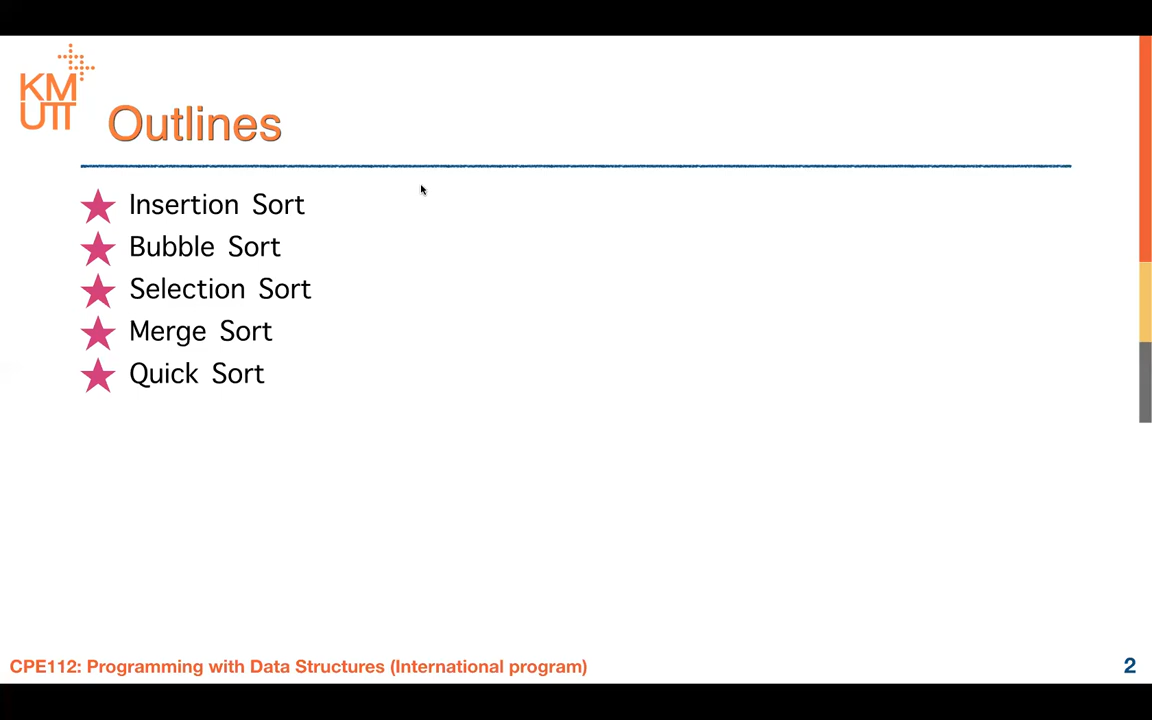 KM
UTT
Outlines
Insertion Sort
Bubble Sort
Selection Sort
Merge Sort
Quick Sort
CPE112: Programming with Data Structures (International program)
2